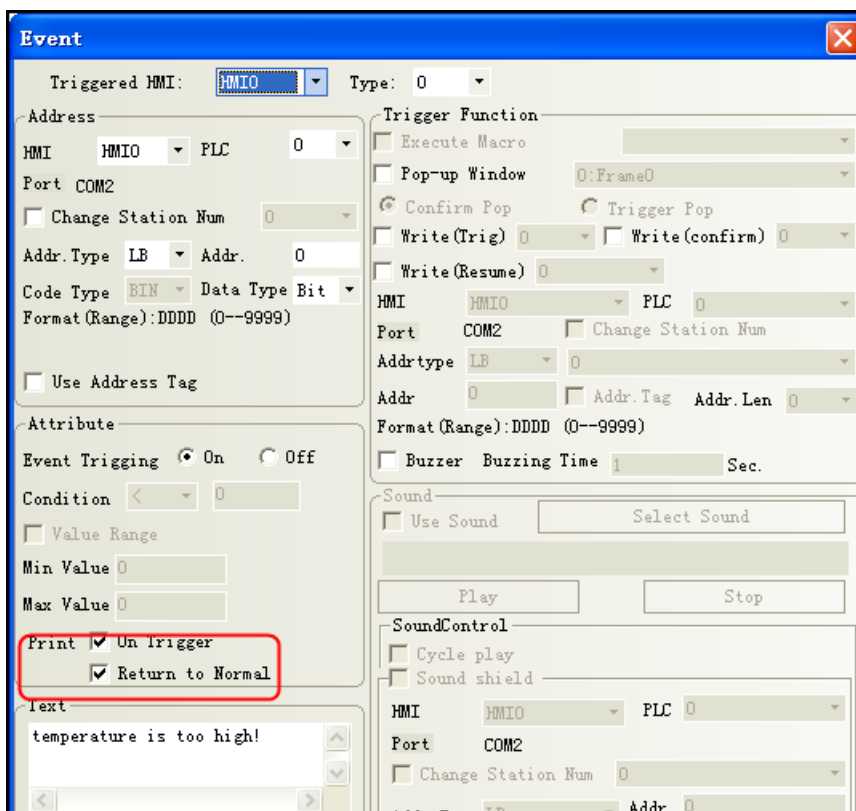 Event
Triggered HMI: HMI0 Type: 0
Address
HMI HMI0 PLC 0
Port COM2
Change Station Num 0
Addr.Type LB Addr. 0
Code Type BIN Data Type Bit
Format(Range):DDDD (0--9999)
Use Address Tag
Attribute
Event Trigging On Off
Condition < 0
Value Range
Min Value 0
Max Value 0
Print On Trigger
Return to Normal
Text
temperature is too high!
Trigger Function
Execute Macro
Pop-up Window 0:Frame0
Confirm Pop Trigger Pop
Write(Trig) 0 Write(confirm) 0
Write(Resume) 0
HMI HMI0 PLC 0
Port COM2 Change Station Num
Addrtype LB 0
Addr 0 Addr.Tag Addr.Len 0
Format(Range):DDDD (0--9999)
Buzzer Buzzing Time 1 Sec.
Sound
Use Sound Select Sound
Play Stop
SoundControl
Cycle play
Sound shield
HMI HMI0 PLC 0
Port COM2
Change Station Num 0
Addr 0